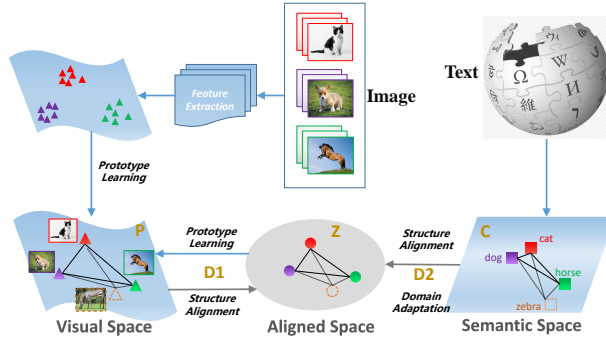 Text
Image
Feature
Extraction
Ω
W
維
И
Prototype
Learning
P
Prototype
Learning
D1
Structure
Alignment
Z
Structure
Alignment
D2
Domain
Adaptation
C
cat
dog
horse
zebra
Visual Space
Aligned Space
Semantic Space